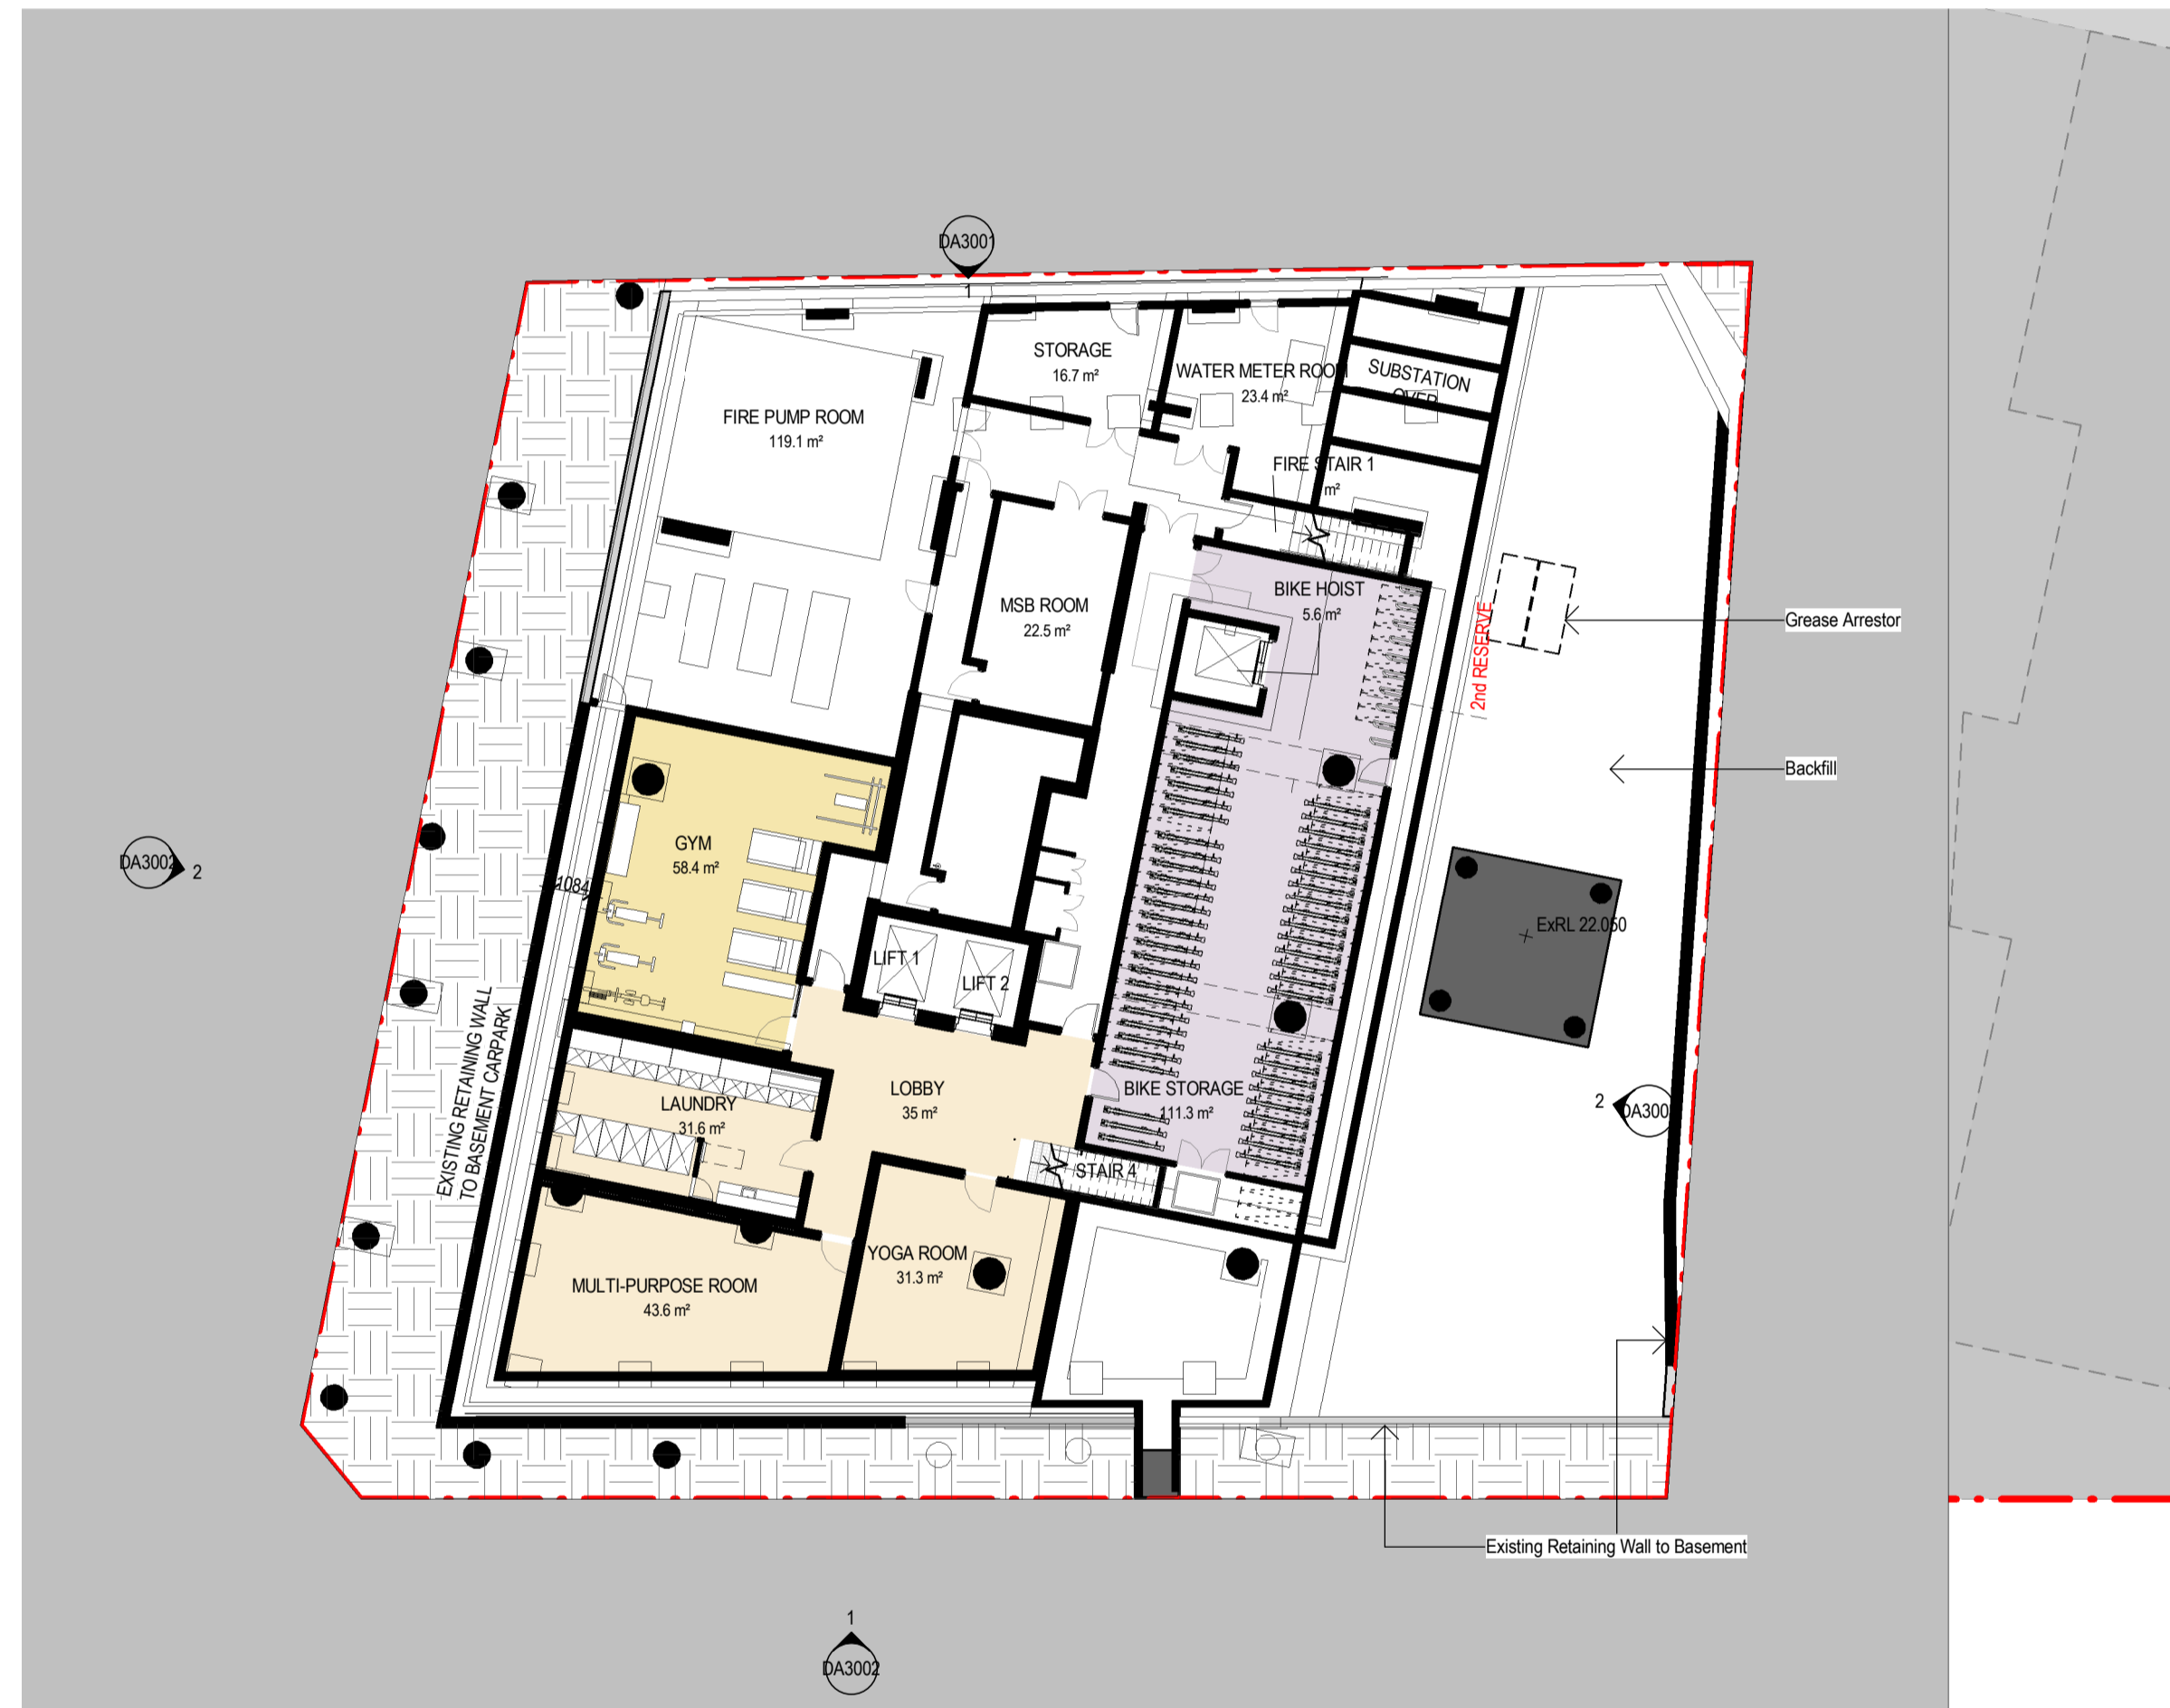 DA3001
1
STORAGE
16.7 m²
WATER METER ROOM
23.4 m²
SUBSTATION
OVER
FIRE PUMP ROOM
119.1 m²
FIRE STAIR 1
m²
MSB ROOM
22.5 m²
BIKE HOIST
5.6 m²
2nd RESERVE
Grease Arrestor
Backfill
GYM
58.4 m²
DA3002
2
1084
ExRL 22.050
LIFT 1
LIFT 2
EXISTING RETAINING WALL
TO BASEMENT CARPARK
LAUNDRY
31.6 m²
LOBBY
35 m²
BIKE STORAGE
111.3 m²
2
DA300
STAIR 4
YOGA ROOM
31.3 m²
MULTI-PURPOSE ROOM
43.6 m²
Existing Retaining Wall to Basement
1
DA3002